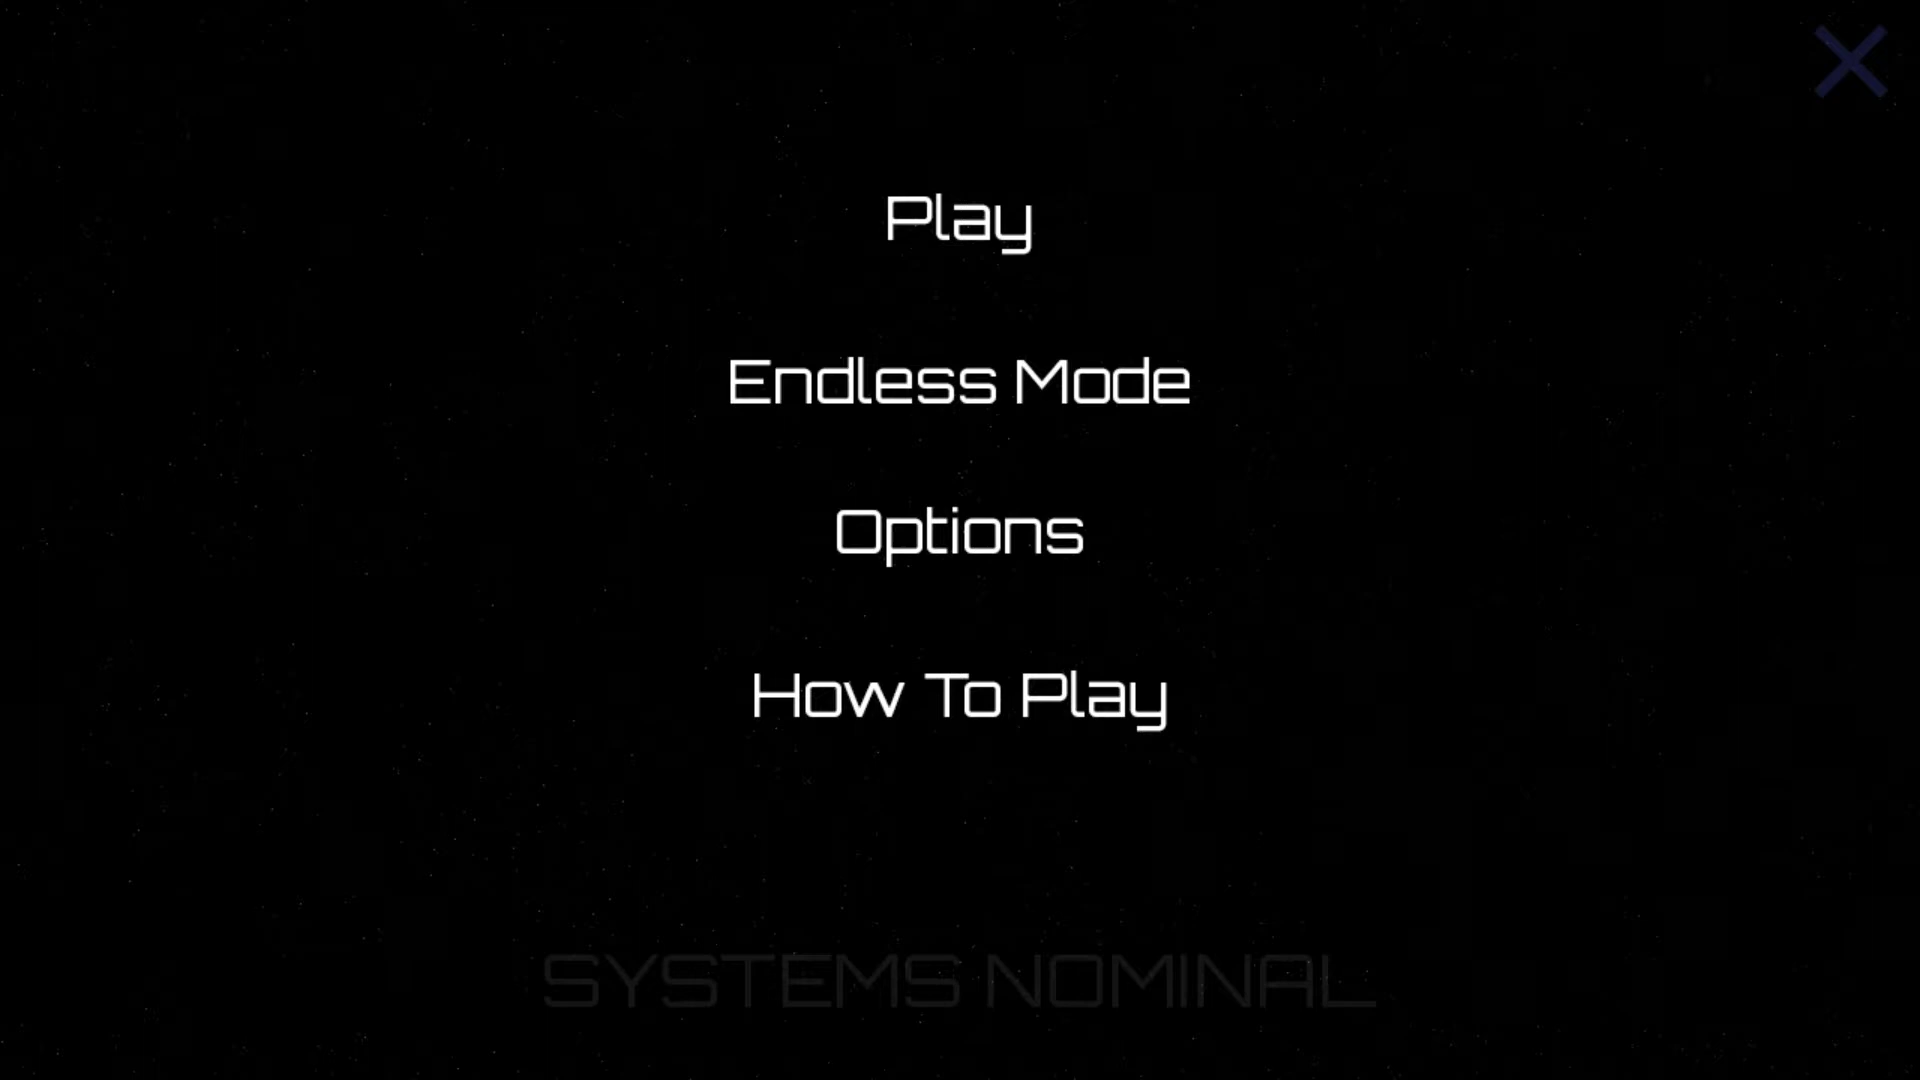 Play
Endless Mode
Options
How To Play
SYSTEMS NOMINAL